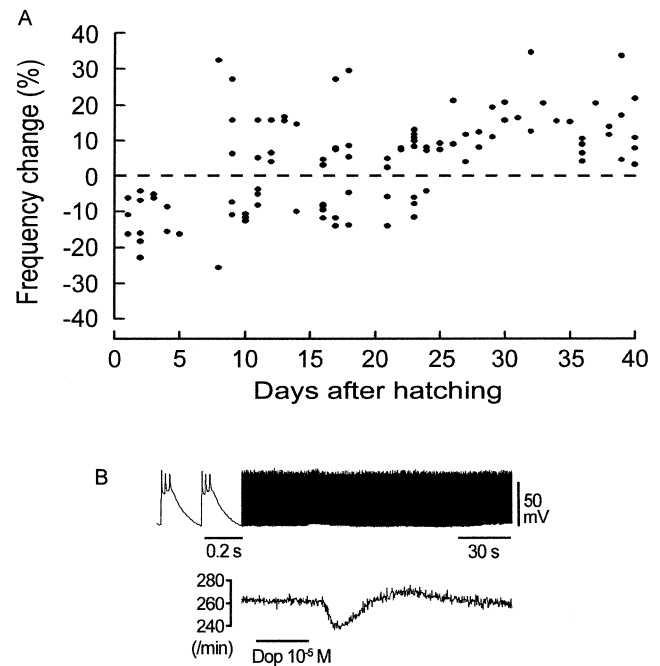 A
Frequency change (%)
40
30
20
10
0
-10
-20
-30
-40
0 5 10 15 20 25 30 35 40
Days after hatching
B
50
mV
0.2 s
30 s
280
260
240
(/min)
Dop 10⁻⁵ M